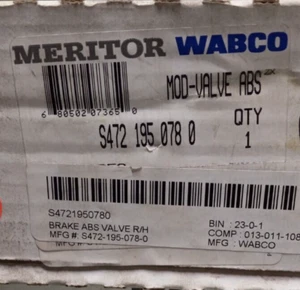 MERITOR WABCO
MOD-VALVE ABS
6 80502 07365 0
QTY
S472 195 078 0
1
S4721950780
BRAKE ABS VALVE R/H
MFG #. S472-195-078-0
BIN : 23-0-1
COMP : 013-011-108
MFG : WABCO